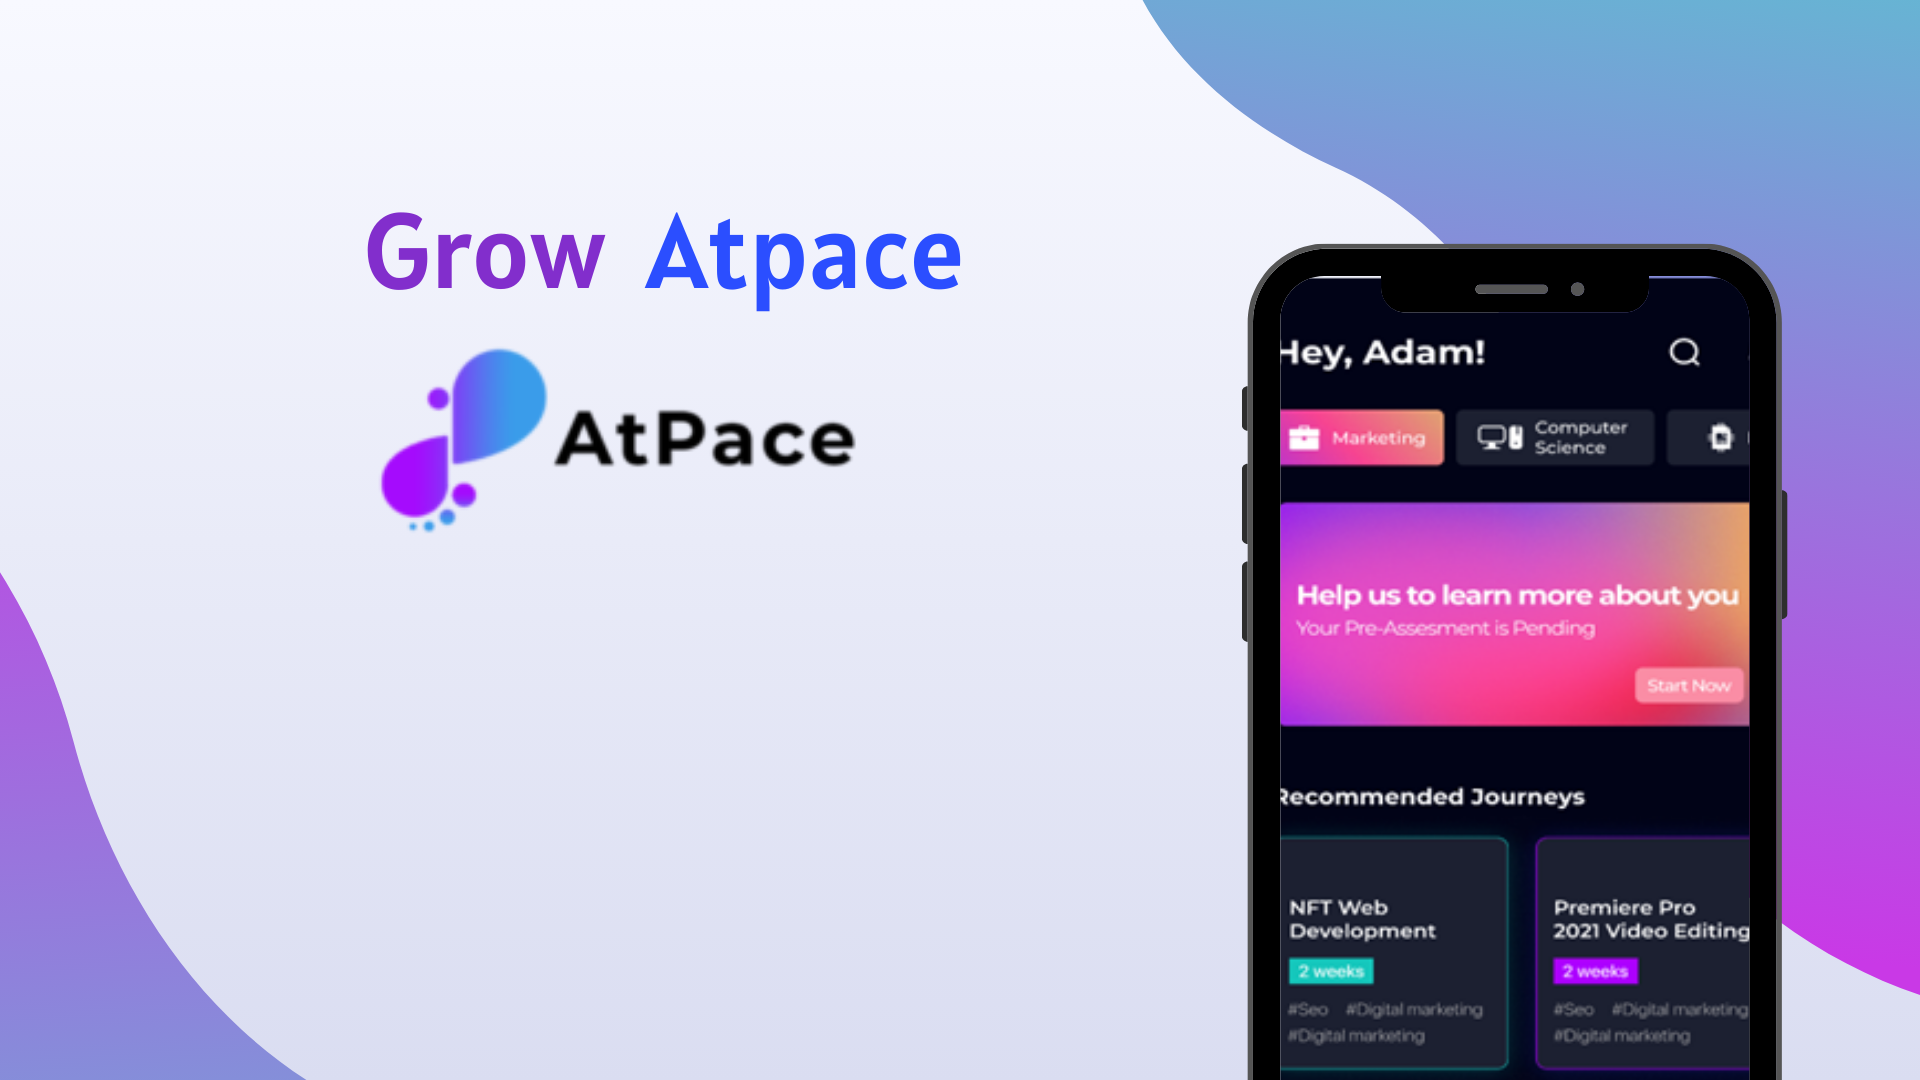 Grow Atpace
AtPace
Hey, Adam!
Marketing
Computer
Science
Help us to learn more about you
Your Pre-Assesment is Pending
Start Now
Recommended Journeys
NFT Web
Development
2 weeks
#Seo #Digital marketing
#Digital marketing
Premiere Pro
2021 Video Editing
2 weeks
#Seo #Digital marketing
#Digital marketing